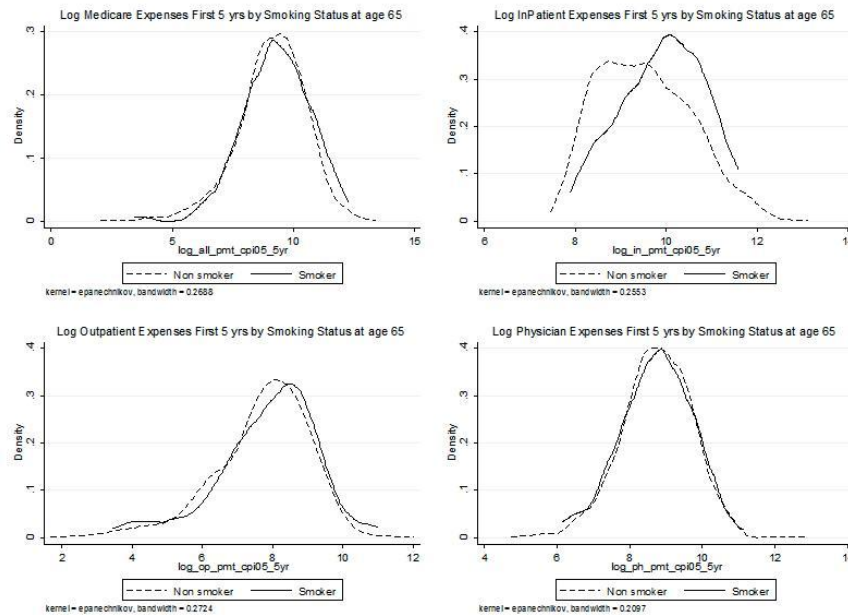 Log Medicare Expenses First 5 yrs by Smoking Status at age 65
Density
0 .1 .2 .3
0 5 10 15
log_all_pmt_cpi05_5yr
Non smoker Smoker
kernel = epanechnikov, bandwidth = 0.2688
Log InPatient Expenses First 5 yrs by Smoking Status at age 65
Density
0 .1 .2 .3 .4
6 8 10 12 14
log_in_pmt_cpi05_5yr
Non smoker Smoker
kernel = epanechnikov, bandwidth = 0.2553
Log Outpatient Expenses First 5 yrs by Smoking Status at age 65
Density
0 .1 .2 .3 .4
2 4 6 8 10 12
log_op_pmt_cpi05_5yr
Non smoker Smoker
kernel = epanechnikov, bandwidth = 0.2724
Log Physician Expenses First 5 yrs by Smoking Status at age 65
Density
0 .1 .2 .3 .4
4 6 8 10 12 14
log_ph_pmt_cpi05_5yr
Non smoker Smoker
kernel = epanechnikov, bandwidth = 0.2097